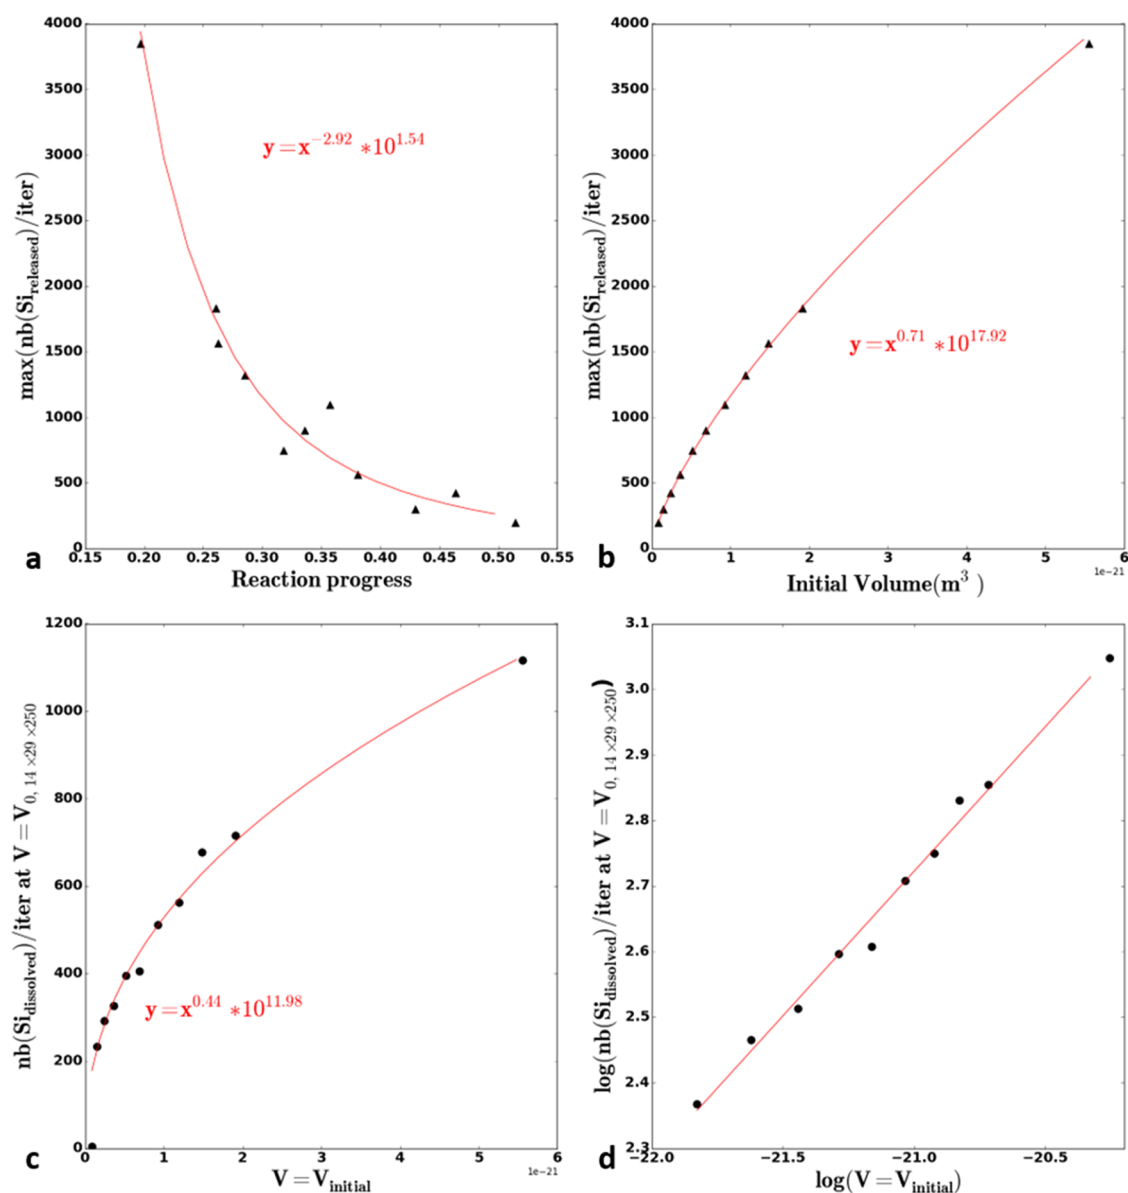 4000
3500
3000
2500
2000
1500
1000
500
0
max(nb(Si_released)/iter)
y=x^−2.92 *10^1.54
0.15 0.20 0.25 0.30 0.35 0.40 0.45 0.50 0.55
Reaction progress
a
4000
3500
3000
2500
2000
1500
1000
500
0
max(nb(Si_released)/iter)
y=x^0.71 *10^17.92
0 1 2 3 4 5 6
1e−21
Initial Volume(m^3 )
b
1200
1000
800
600
400
200
0
nb(Si_dissolved)/iter at V=V_0, 14×29×250
y=x^0.44 *10^11.98
0 1 2 3 4 5 6
1e−21
V=V_initial
c
3.1
3.0
2.9
2.8
2.7
2.6
2.5
2.4
2.3
log(nb(Si_dissolved)/iter at V=V_0, 14×29×250)
−22.0 −21.5 −21.0 −20.5
log(V=V_initial)
d